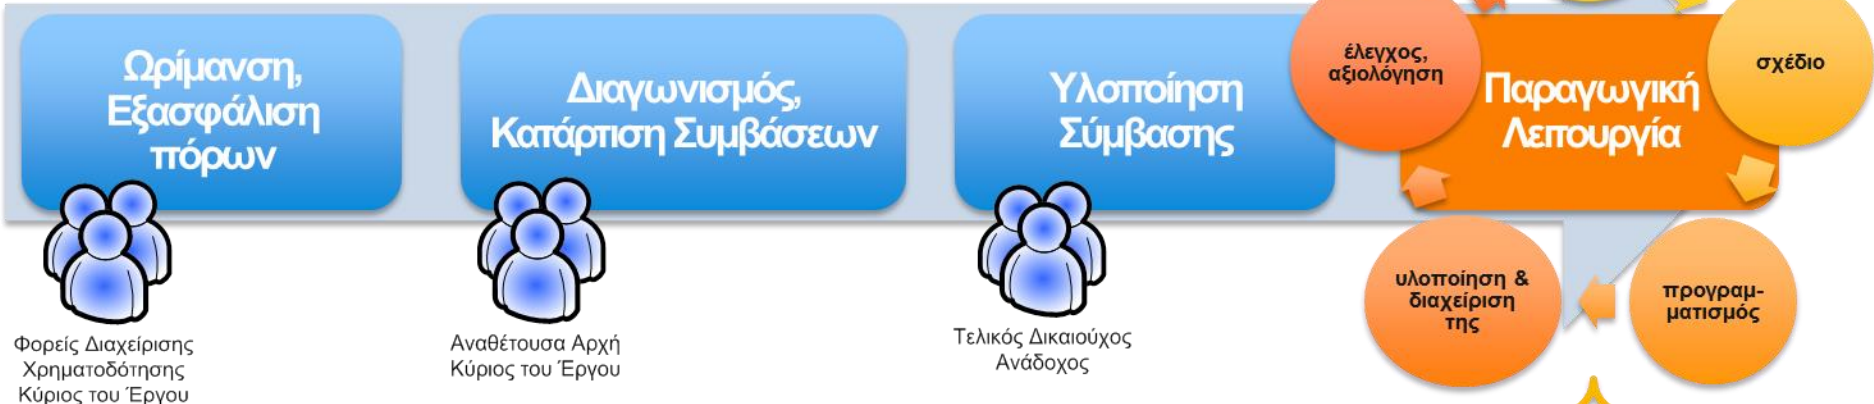 Ωρίμανση,
Εξασφάλιση
πόρων
Διαγωνισμός,
Κατάρτιση Συμβάσεων
Υλοποίηση
Σύμβασης
Παραγωγική
Λειτουργία
έλεγχος,
αξιολόγηση
σχέδιο
υλοποίηση &
διαχείριση
της
προγραμ-
ματισμός
Φορείς Διαχείρισης
Χρηματοδότησης
Κύριος του Έργου
Αναθέτουσα Αρχή
Κύριος του Έργου
Τελικός Δικαιούχος
Ανάδοχος